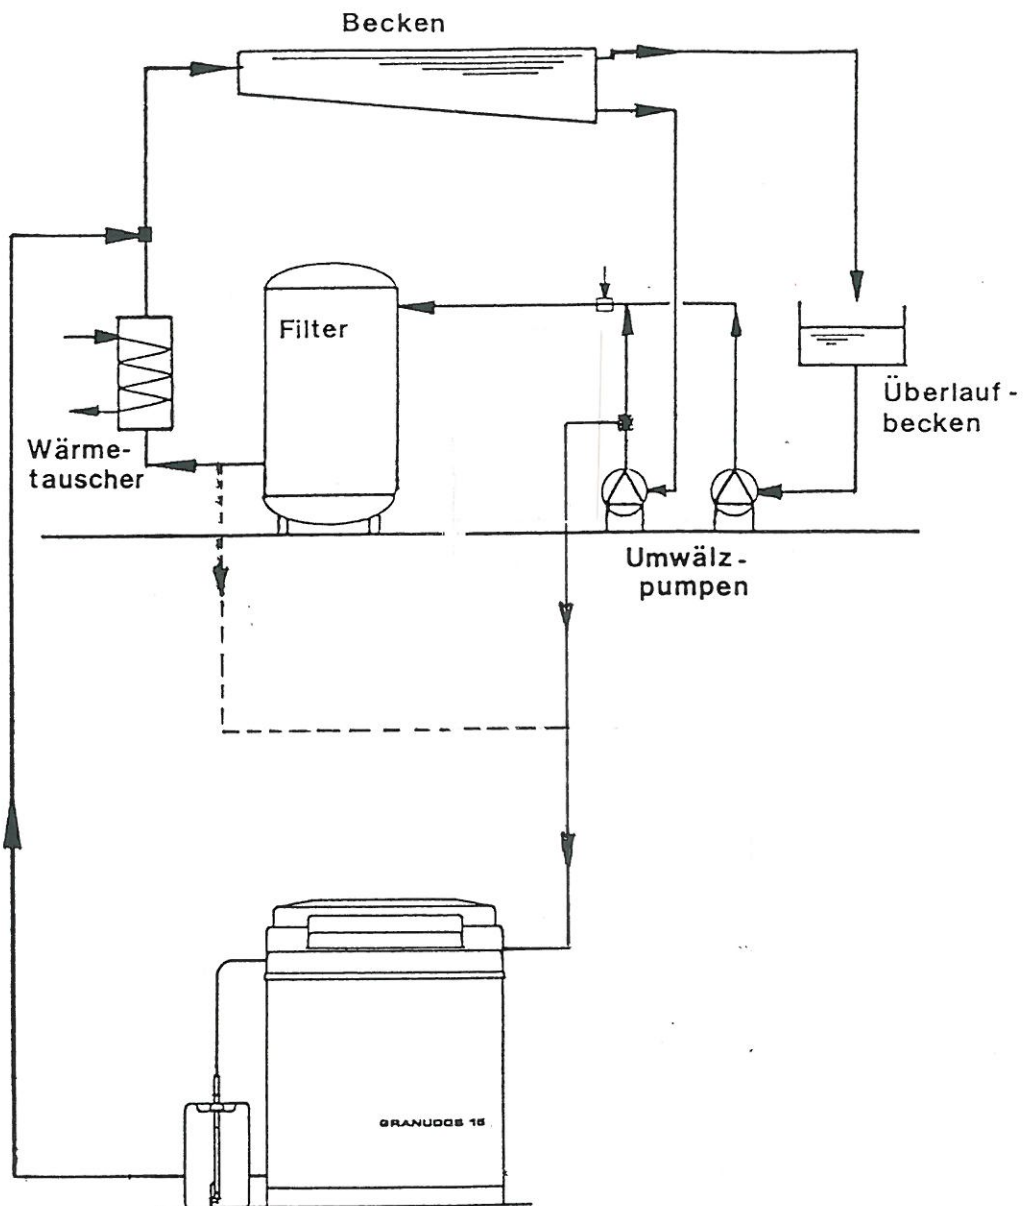 Becken
Filter
Überlauf-
becken
Wärme-
tauscher
Umwälz-
pumpen
GRANUDOS 15